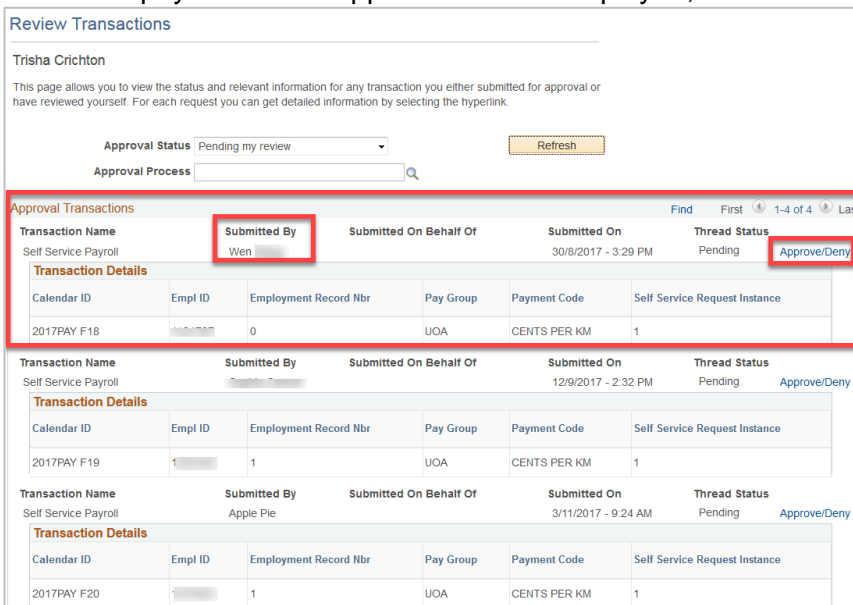 Review Transactions
Trisha Crichton
This page allows you to view the status and relevant information for any transaction you either submitted for approval or
have reviewed yourself. For each request you can get detailed information by selecting the hyperlink.
Approval Status Pending my review Refresh
Approval Process
Approval Transactions Find First 1-4 of 4
Transaction Name Submitted By Submitted On Behalf Of Submitted On Thread Status
Self Service Payroll Wen 30/8/2017 - 3:29 PM Pending Approve/Deny
Transaction Details
Calendar ID Empl ID Employment Record Nbr Pay Group Payment Code Self Service Request Instance
2017PAY F18 0 UOA CENTS PER KM 1
Transaction Name Submitted By Submitted On Behalf Of Submitted On Thread Status
Self Service Payroll 12/9/2017 - 2:32 PM Pending Approve/Deny
Transaction Details
Calendar ID Empl ID Employment Record Nbr Pay Group Payment Code Self Service Request Instance
2017PAY F19 1 1 UOA CENTS PER KM 1
Transaction Name Submitted By Submitted On Behalf Of Submitted On Thread Status
Self Service Payroll Apple Pie 3/11/2017 - 9:24 AM Pending Approve/Deny
Transaction Details
Calendar ID Empl ID Employment Record Nbr Pay Group Payment Code Self Service Request Instance
2017PAY F20 1 1 UOA CENTS PER KM 1